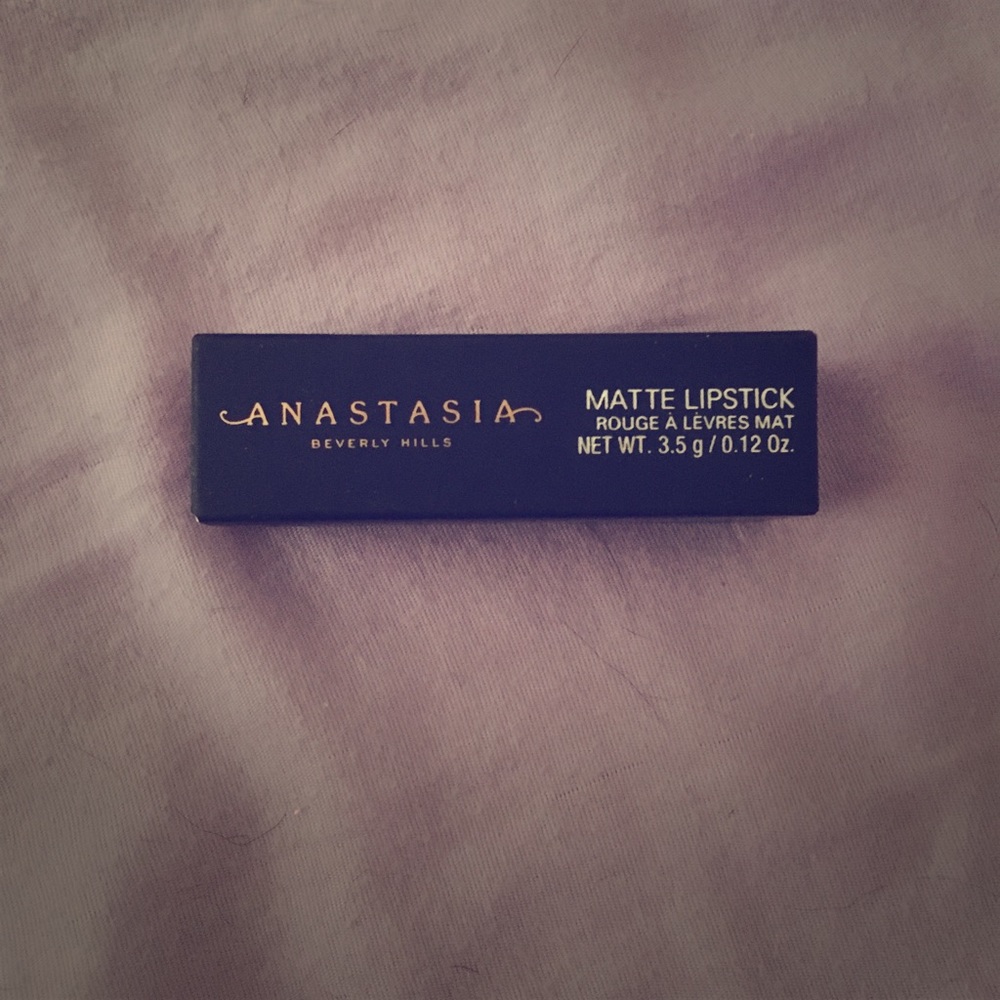 ANASTASIA
BEVERLY HILLS
MATTE LIPSTICK
ROUGE À LÈVRES MAT
NET WT. 3.5 g / 0.12 Oz.